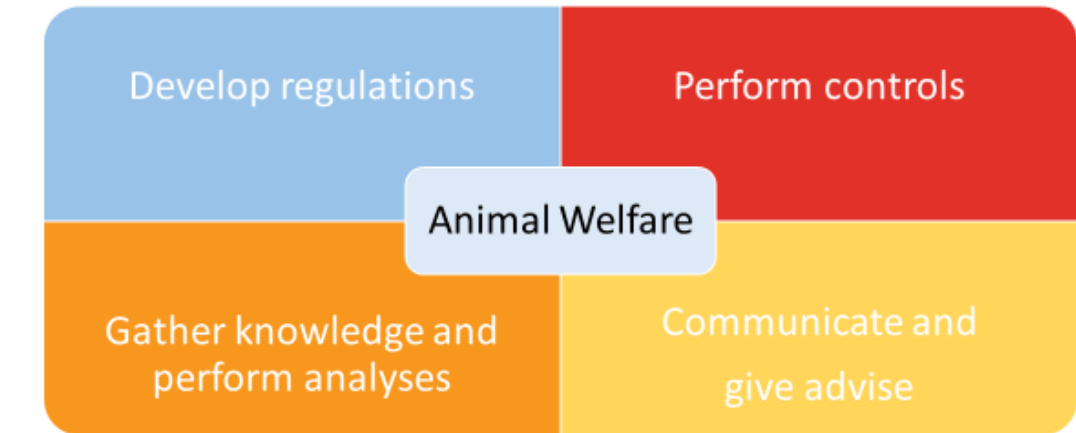 Develop regulations
Perform controls
Animal Welfare
Gather knowledge and
perform analyses
Communicate and
give advise